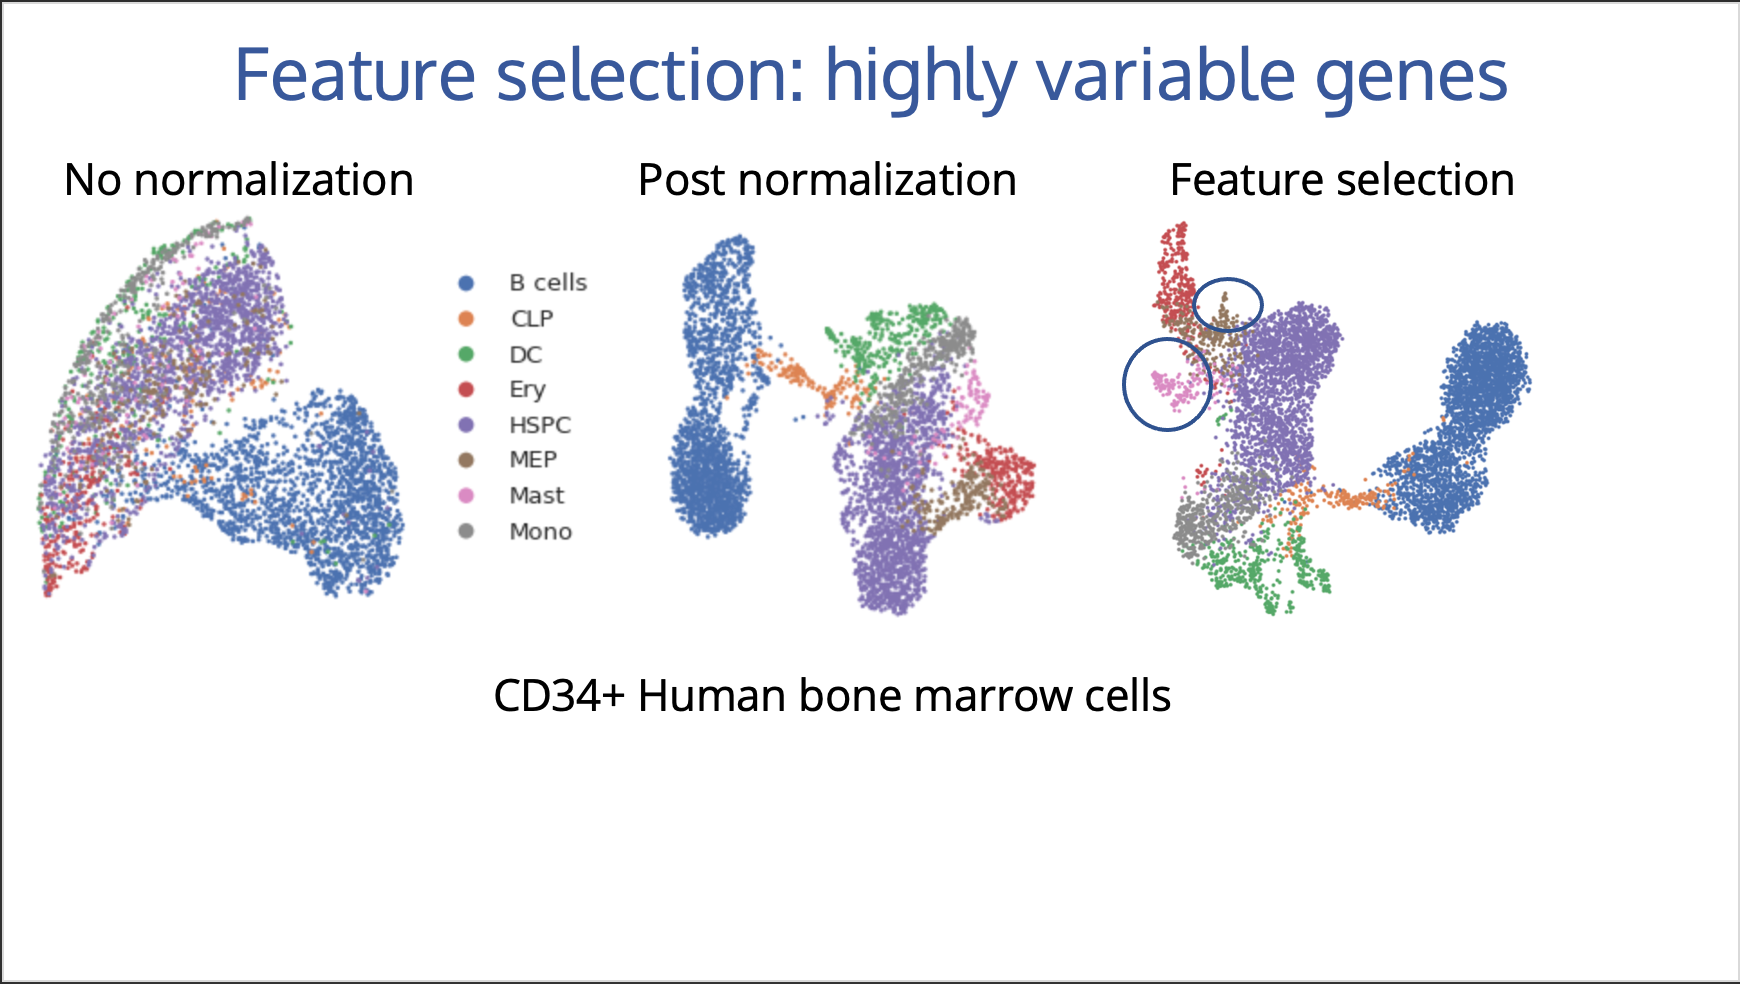 Feature selection: highly variable genes
No normalization
Post normalization
Feature selection
B cells
CLP
DC
Ery
HSPC
MEP
Mast
Mono
CD34+ Human bone marrow cells